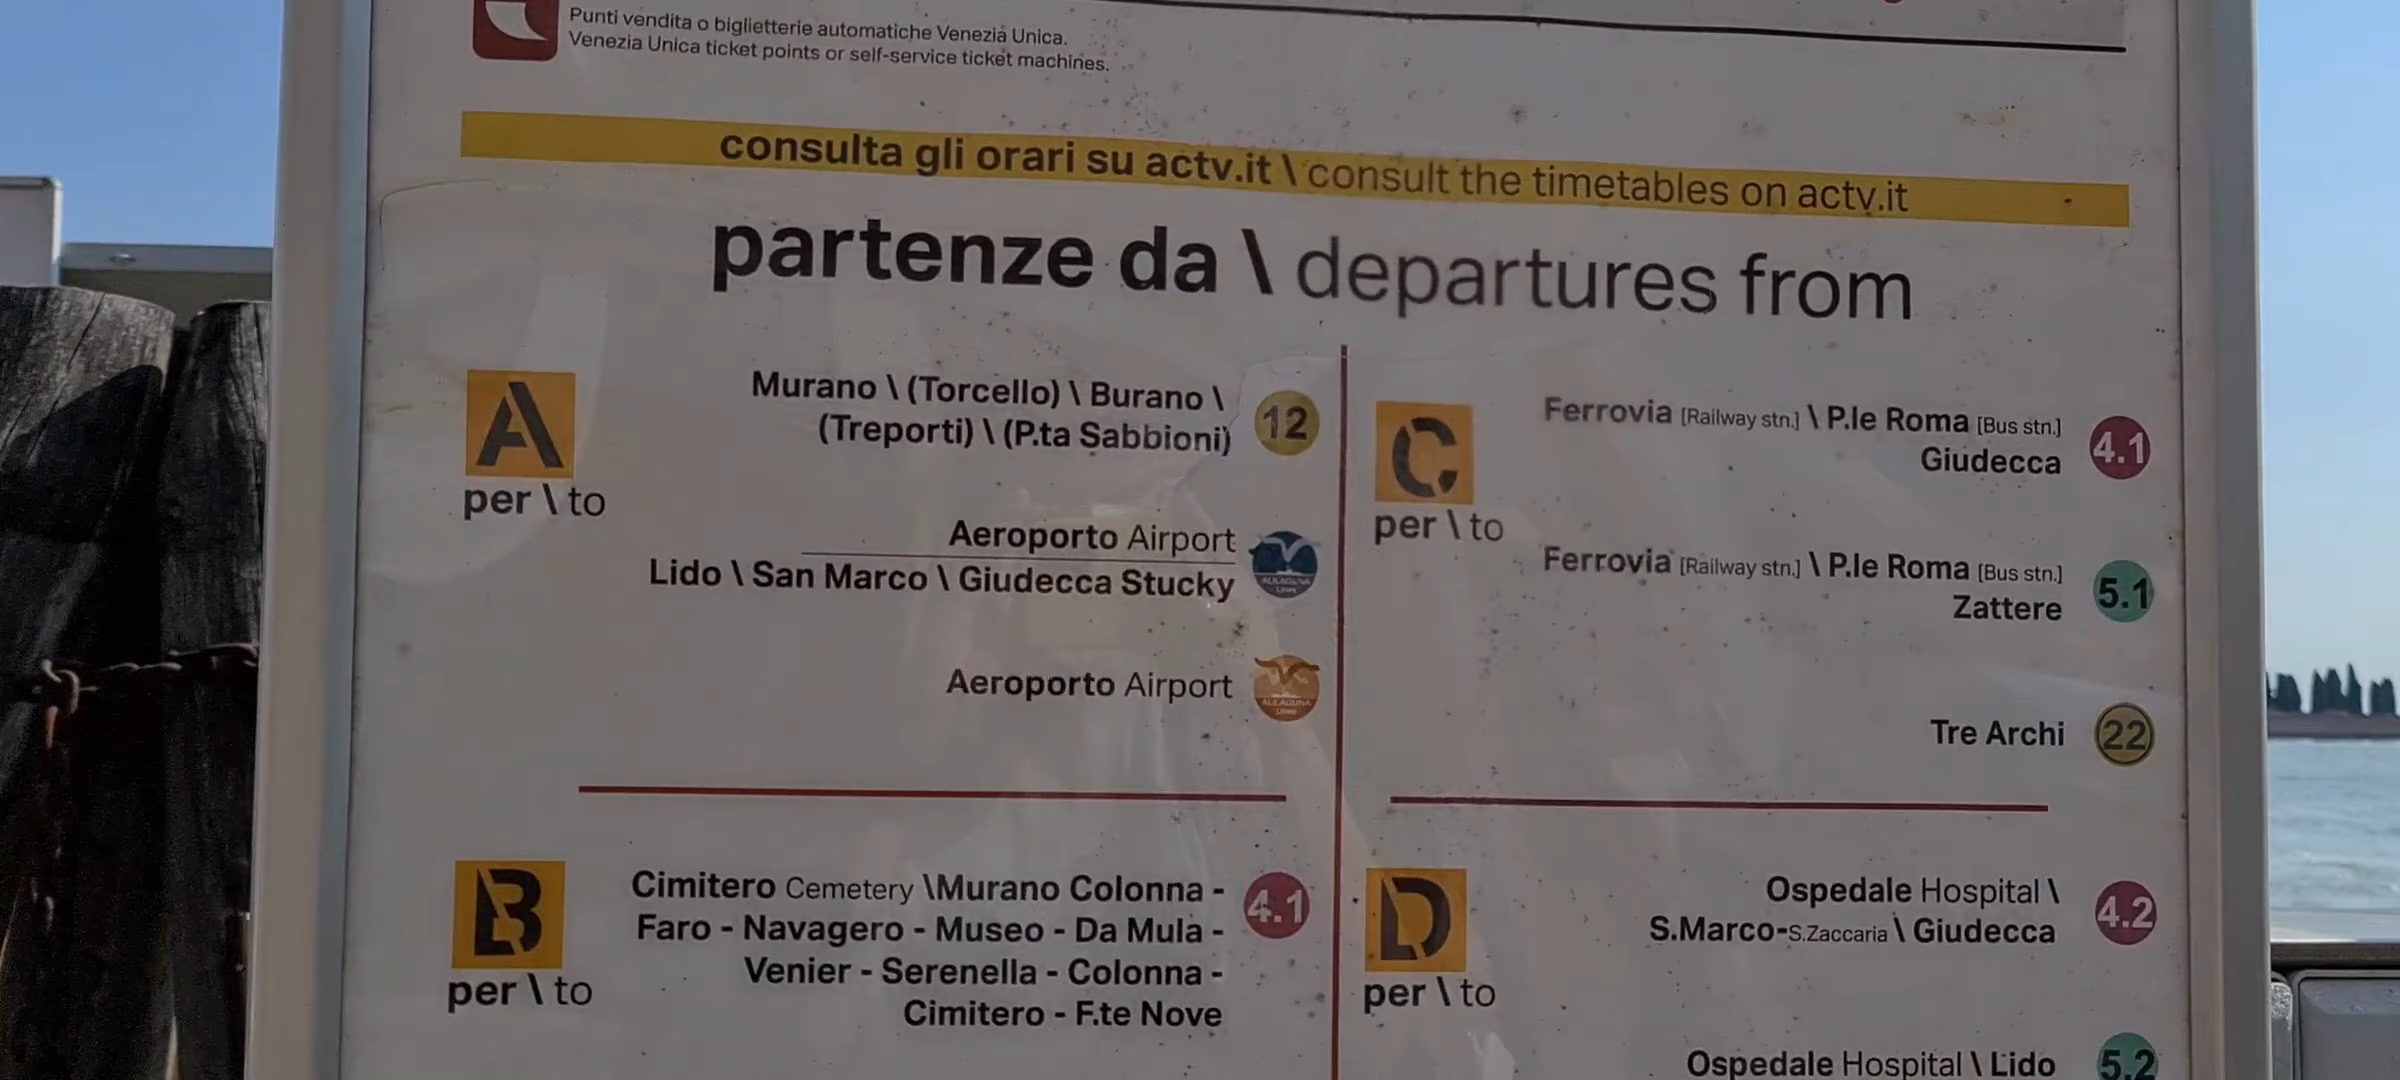 Punti vendita o biglietterie automatiche Venezia Unica.
Venezia Unica ticket points or self-service ticket machines.
consulta gli orari su actv.it \ consult the timetables on actv.it
partenze da \ departures from
A
per \ to
Murano \ (Torcello) \ Burano \
(Treporti) \ (P.ta Sabbioni)
12
Aeroporto Airport
Lido \ San Marco \ Giudecca Stucky
ALILAGUNA
Lines
Aeroporto Airport
ALILAGUNA
Lines
B
per \ to
Cimitero Cemetery \Murano Colonna -
Faro - Navagero - Museo - Da Mula -
Venier - Serenella - Colonna -
Cimitero - F.te Nove
4.1
C
per \ to
Ferrovia [Railway stn.] \ P.le Roma [Bus stn.]
Giudecca
4.1
Ferrovia [Railway stn.] \ P.le Roma [Bus stn.]
Zattere
5.1
Tre Archi
22
D
per \ to
Ospedale Hospital \
S.Marco-S.Zaccaria \ Giudecca
4.2
Ospedale Hospital \ Lido
5.2